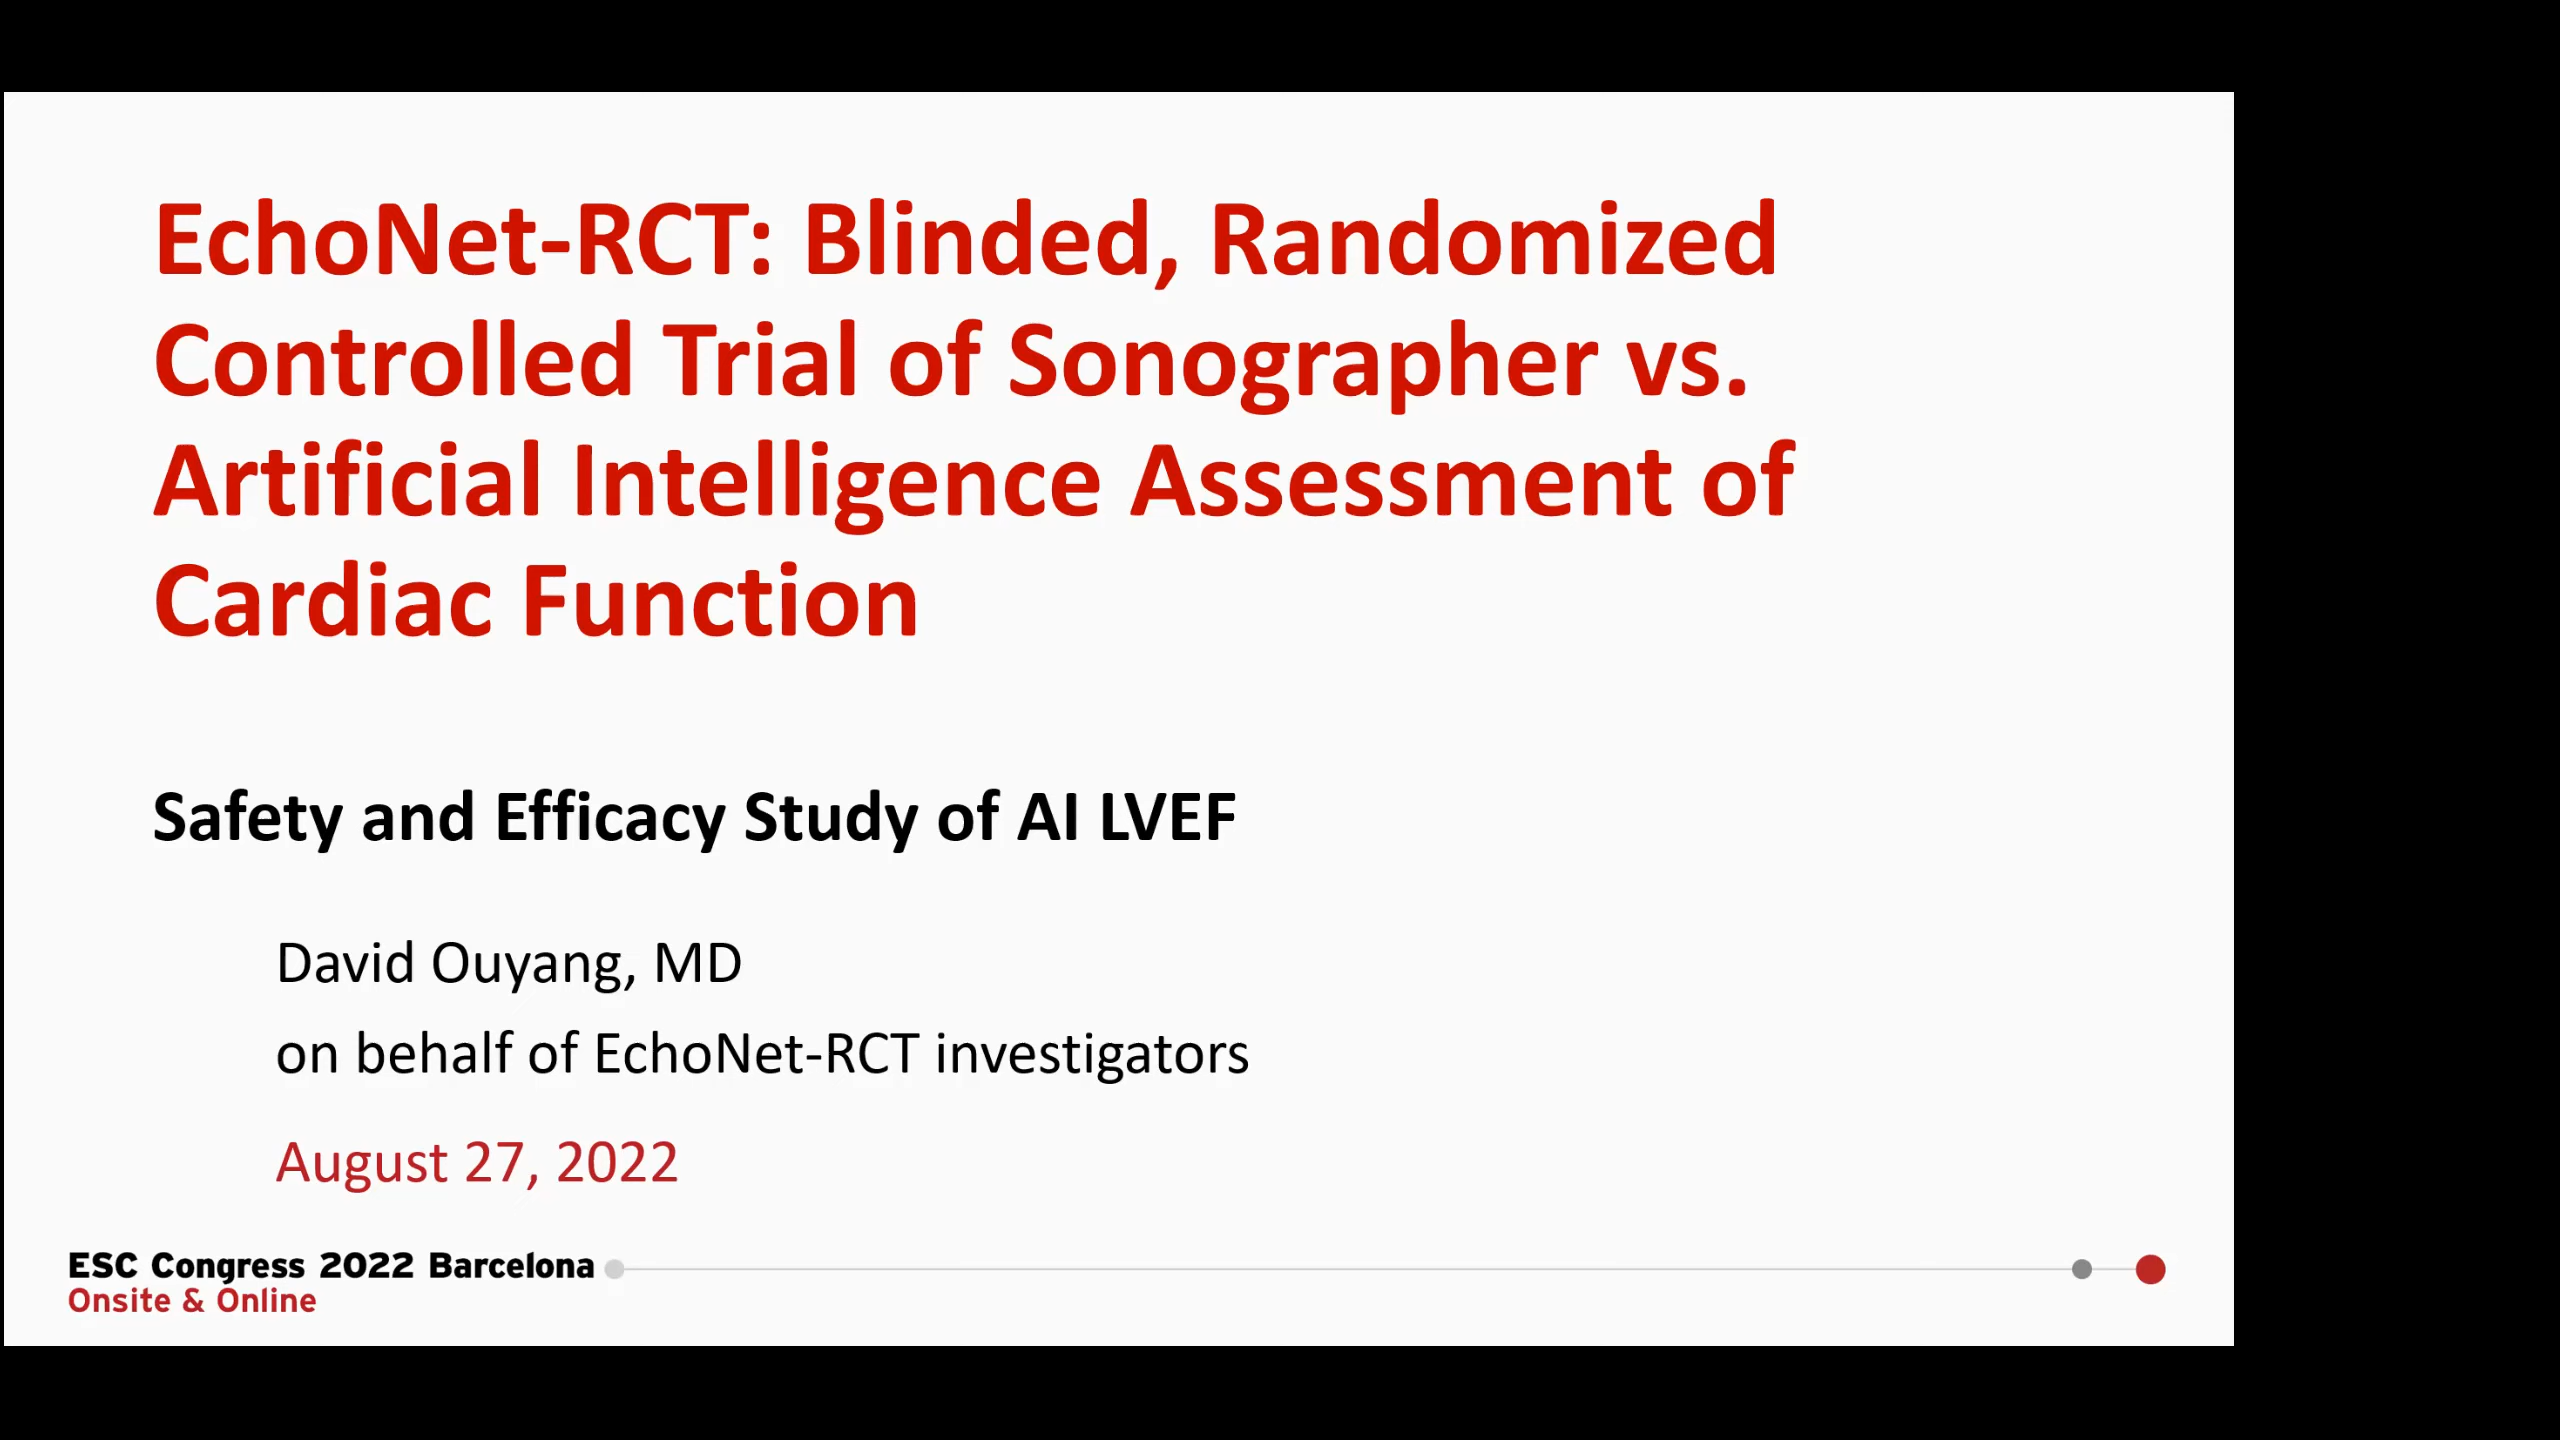 EchoNet-RCT: Blinded, Randomized
Controlled Trial of Sonographer vs.
Artificial Intelligence Assessment of
Cardiac Function
Safety and Efficacy Study of AI LVEF
David Ouyang, MD
on behalf of EchoNet-RCT investigators
August 27, 2022
ESC Congress 2022 Barcelona
Onsite & Online